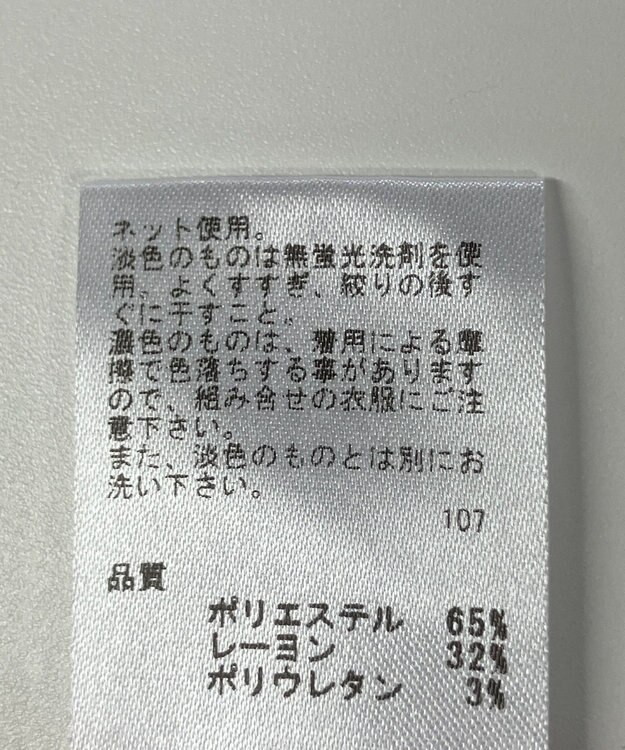 ネット使用。
淡色のものは無蛍光洗剤を使
用、よくすすぎ、絞りの後す
ぐに干すこと。
濃色のものは、着用による摩
擦で色落ちする事があります
ので、組み合せの衣服にご注
意下さい。
また、淡色のものとは別にお
洗い下さい。
107
品質
ポリエステル 65%
レーヨン 32%
ポリウレタン 3%